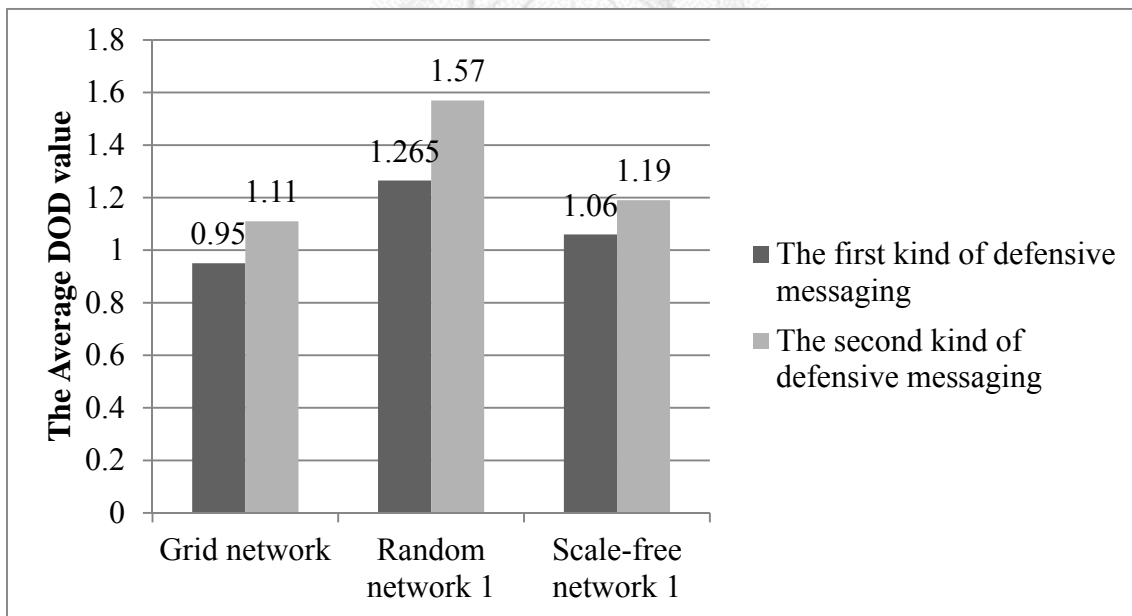 The Average DOD value
1.8
1.6
1.4
1.2
1
0.8
0.6
0.4
0.2
0
0.95
1.11
1.265
1.57
1.06
1.19
Grid network
Random
network 1
Scale-free
network 1
The first kind of defensive
messaging
The second kind of
defensive messaging